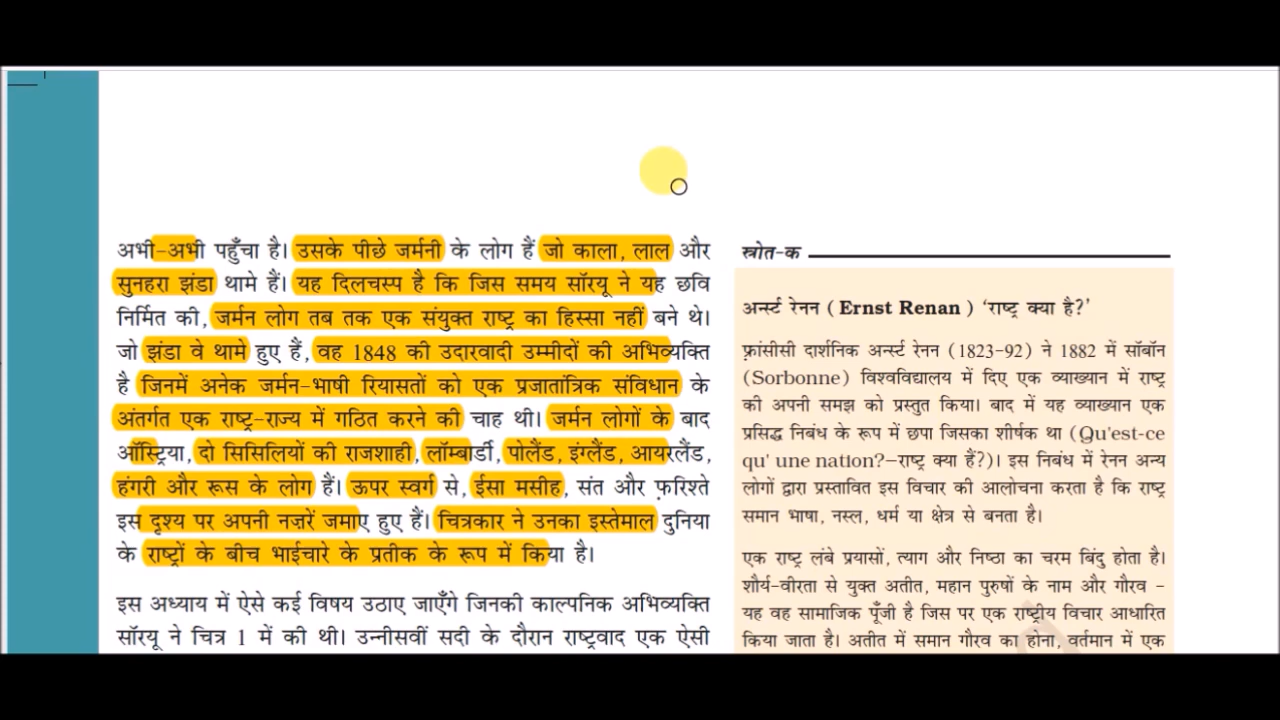 अभी-अभी पहुँचा है। उसके पीछे जर्मनी के लोग हैं जो काला, लाल और
सुनहरा झंडा थामे हैं। यह दिलचस्प है कि जिस समय सॉरयू ने यह छवि
निर्मित की, जर्मन लोग तब तक एक संयुक्त राष्ट्र का हिस्सा नहीं बने थे।
जो झंडा वे थामे हुए हैं, वह 1848 की उदारवादी उम्मीदों की अभिव्यक्ति
है जिनमें अनेक जर्मन-भाषी रियासतों को एक प्रजातांत्रिक संविधान के
अंतर्गत एक राष्ट्र-राज्य में गठित करने की चाह थी। जर्मन लोगों के बाद
ऑस्ट्रिया, दो सिसिलियों की राजशाही, लॉम्बार्डी, पोलैंड, इंग्लैंड, आयरलैंड,
हंगरी और रूस के लोग हैं। ऊपर स्वर्ग से, ईसा मसीह, संत और फ़रिश्ते
इस दृश्य पर अपनी नज़रें जमाए हुए हैं। चित्रकार ने उनका इस्तेमाल दुनिया
के राष्ट्रों के बीच भाईचारे के प्रतीक के रूप में किया है।
इस अध्याय में ऐसे कई विषय उठाए जाएँगे जिनकी काल्पनिक अभिव्यक्ति
सॉरयू ने चित्र 1 में की थी। उन्नीसवीं सदी के दौरान राष्ट्रवाद एक ऐसी
स्त्रोत-क
अर्न्स्ट रेनन ( Ernst Renan ) ‘राष्ट्र क्या है?’
फ़्रांसीसी दार्शनिक अर्न्स्ट रेनन (1823-92) ने 1882 में सॉबॉन
(Sorbonne) विश्वविद्यालय में दिए एक व्याख्यान में राष्ट्र
की अपनी समझ को प्रस्तुत किया। बाद में यह व्याख्यान एक
प्रसिद्ध निबंध के रूप में छपा जिसका शीर्षक था (Qu'est-ce
qu' une nation?-राष्ट्र क्या हैं?)। इस निबंध में रेनन अन्य
लोगों द्वारा प्रस्तावित इस विचार की आलोचना करता है कि राष्ट्र
समान भाषा, नस्ल, धर्म या क्षेत्र से बनता है।
एक राष्ट्र लंबे प्रयासों, त्याग और निष्ठा का चरम बिंदु होता है।
शौर्य-वीरता से युक्त अतीत, महान पुरुषों के नाम और गौरव -
यह वह सामाजिक पूँजी है जिस पर एक राष्ट्रीय विचार आधारित
किया जाता है। अतीत में समान गौरव का होना, वर्तमान में एक